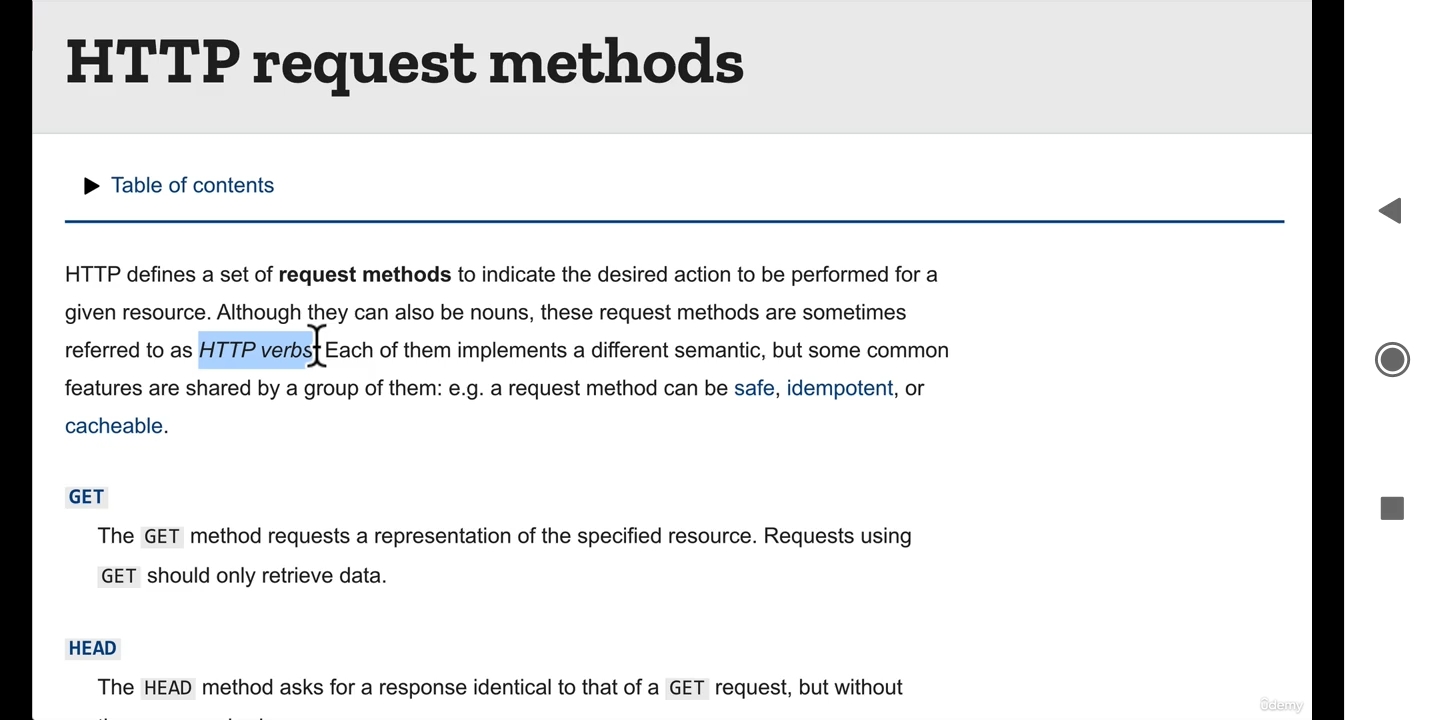 HTTP request methods
Table of contents
HTTP defines a set of request methods to indicate the desired action to be performed for a
given resource. Although they can also be nouns, these request methods are sometimes
referred to as HTTP verbs. Each of them implements a different semantic, but some common
features are shared by a group of them: e.g. a request method can be safe, idempotent, or
cacheable.
GET
The GET method requests a representation of the specified resource. Requests using
GET should only retrieve data.
HEAD
The HEAD method asks for a response identical to that of a GET request, but without
ûdemy